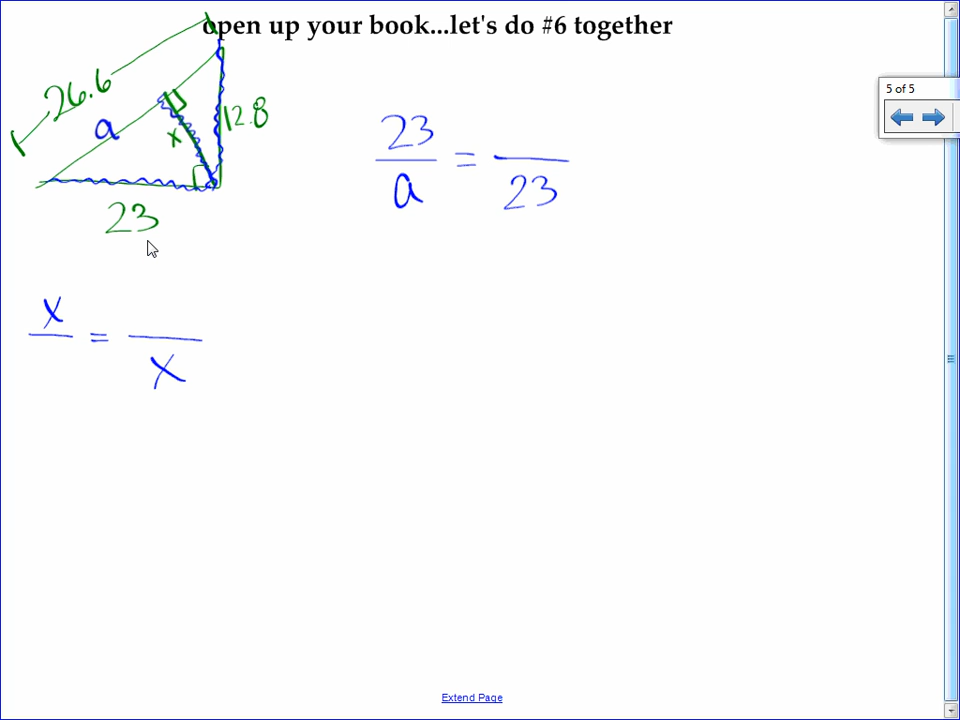 open up your book...let's do #6 together
5 of 5
26.6
a
x
12.8
23
23
a = 
23
x
=
x
Extend Page